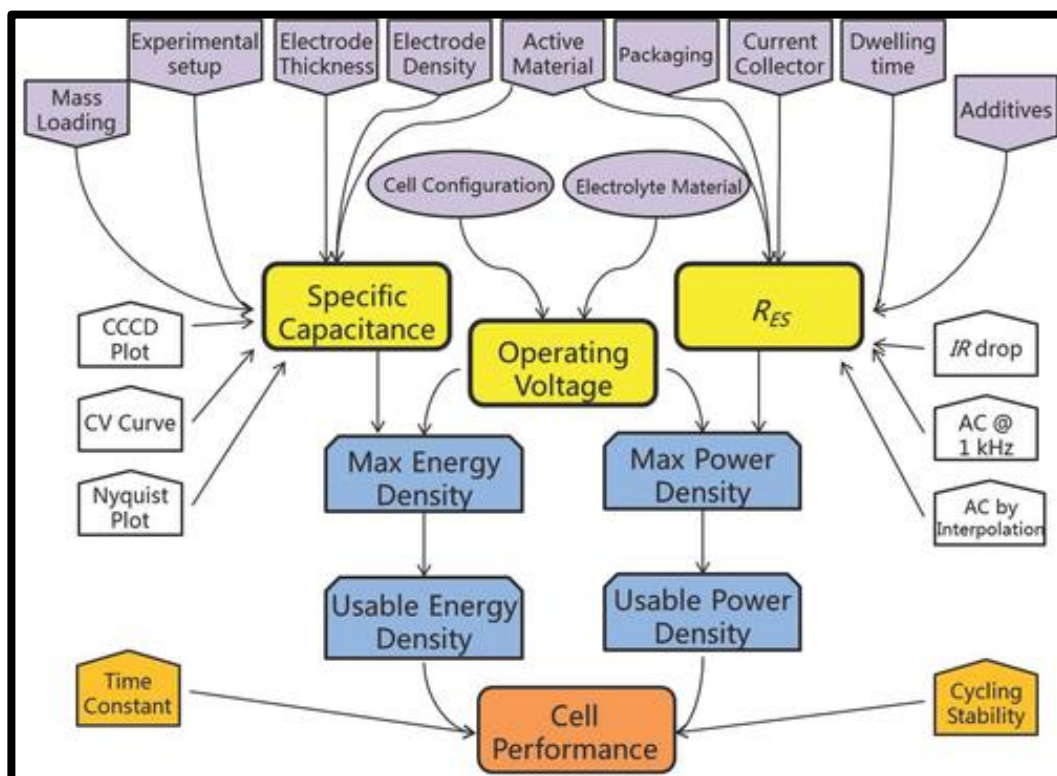 Experimental
setup
Electrode
Thickness
Electrode
Density
Active
Material
Packaging
Current
Collector
Dwelling
time
Mass
Loading
Additives
Cell Configuration
Electrolyte Material
Specific
Capacitance
R_ES
Operating
Voltage
CCCD
Plot
CV Curve
Nyquist
Plot
IR drop
AC @
1 kHz
AC by
Interpolation
Max Energy
Density
Max Power
Density
Usable Energy
Density
Usable Power
Density
Time
Constant
Cycling
Stability
Cell
Performance